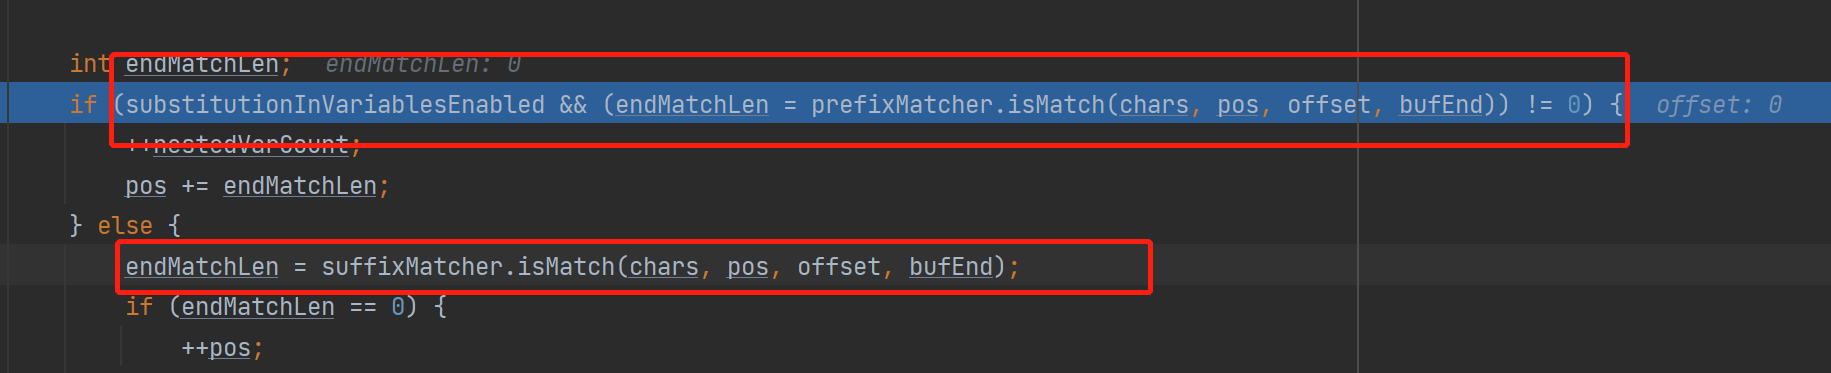 int endMatchLen;  endMatchLen: 0
if (substitutionInVariablesEnabled && (endMatchLen = prefixMatcher.isMatch(chars, pos, offset, bufEnd)) != 0) {  offset: 0
++nestedVarCount;
pos += endMatchLen;
} else {
endMatchLen = suffixMatcher.isMatch(chars, pos, offset, bufEnd);
if (endMatchLen == 0) {
++pos;